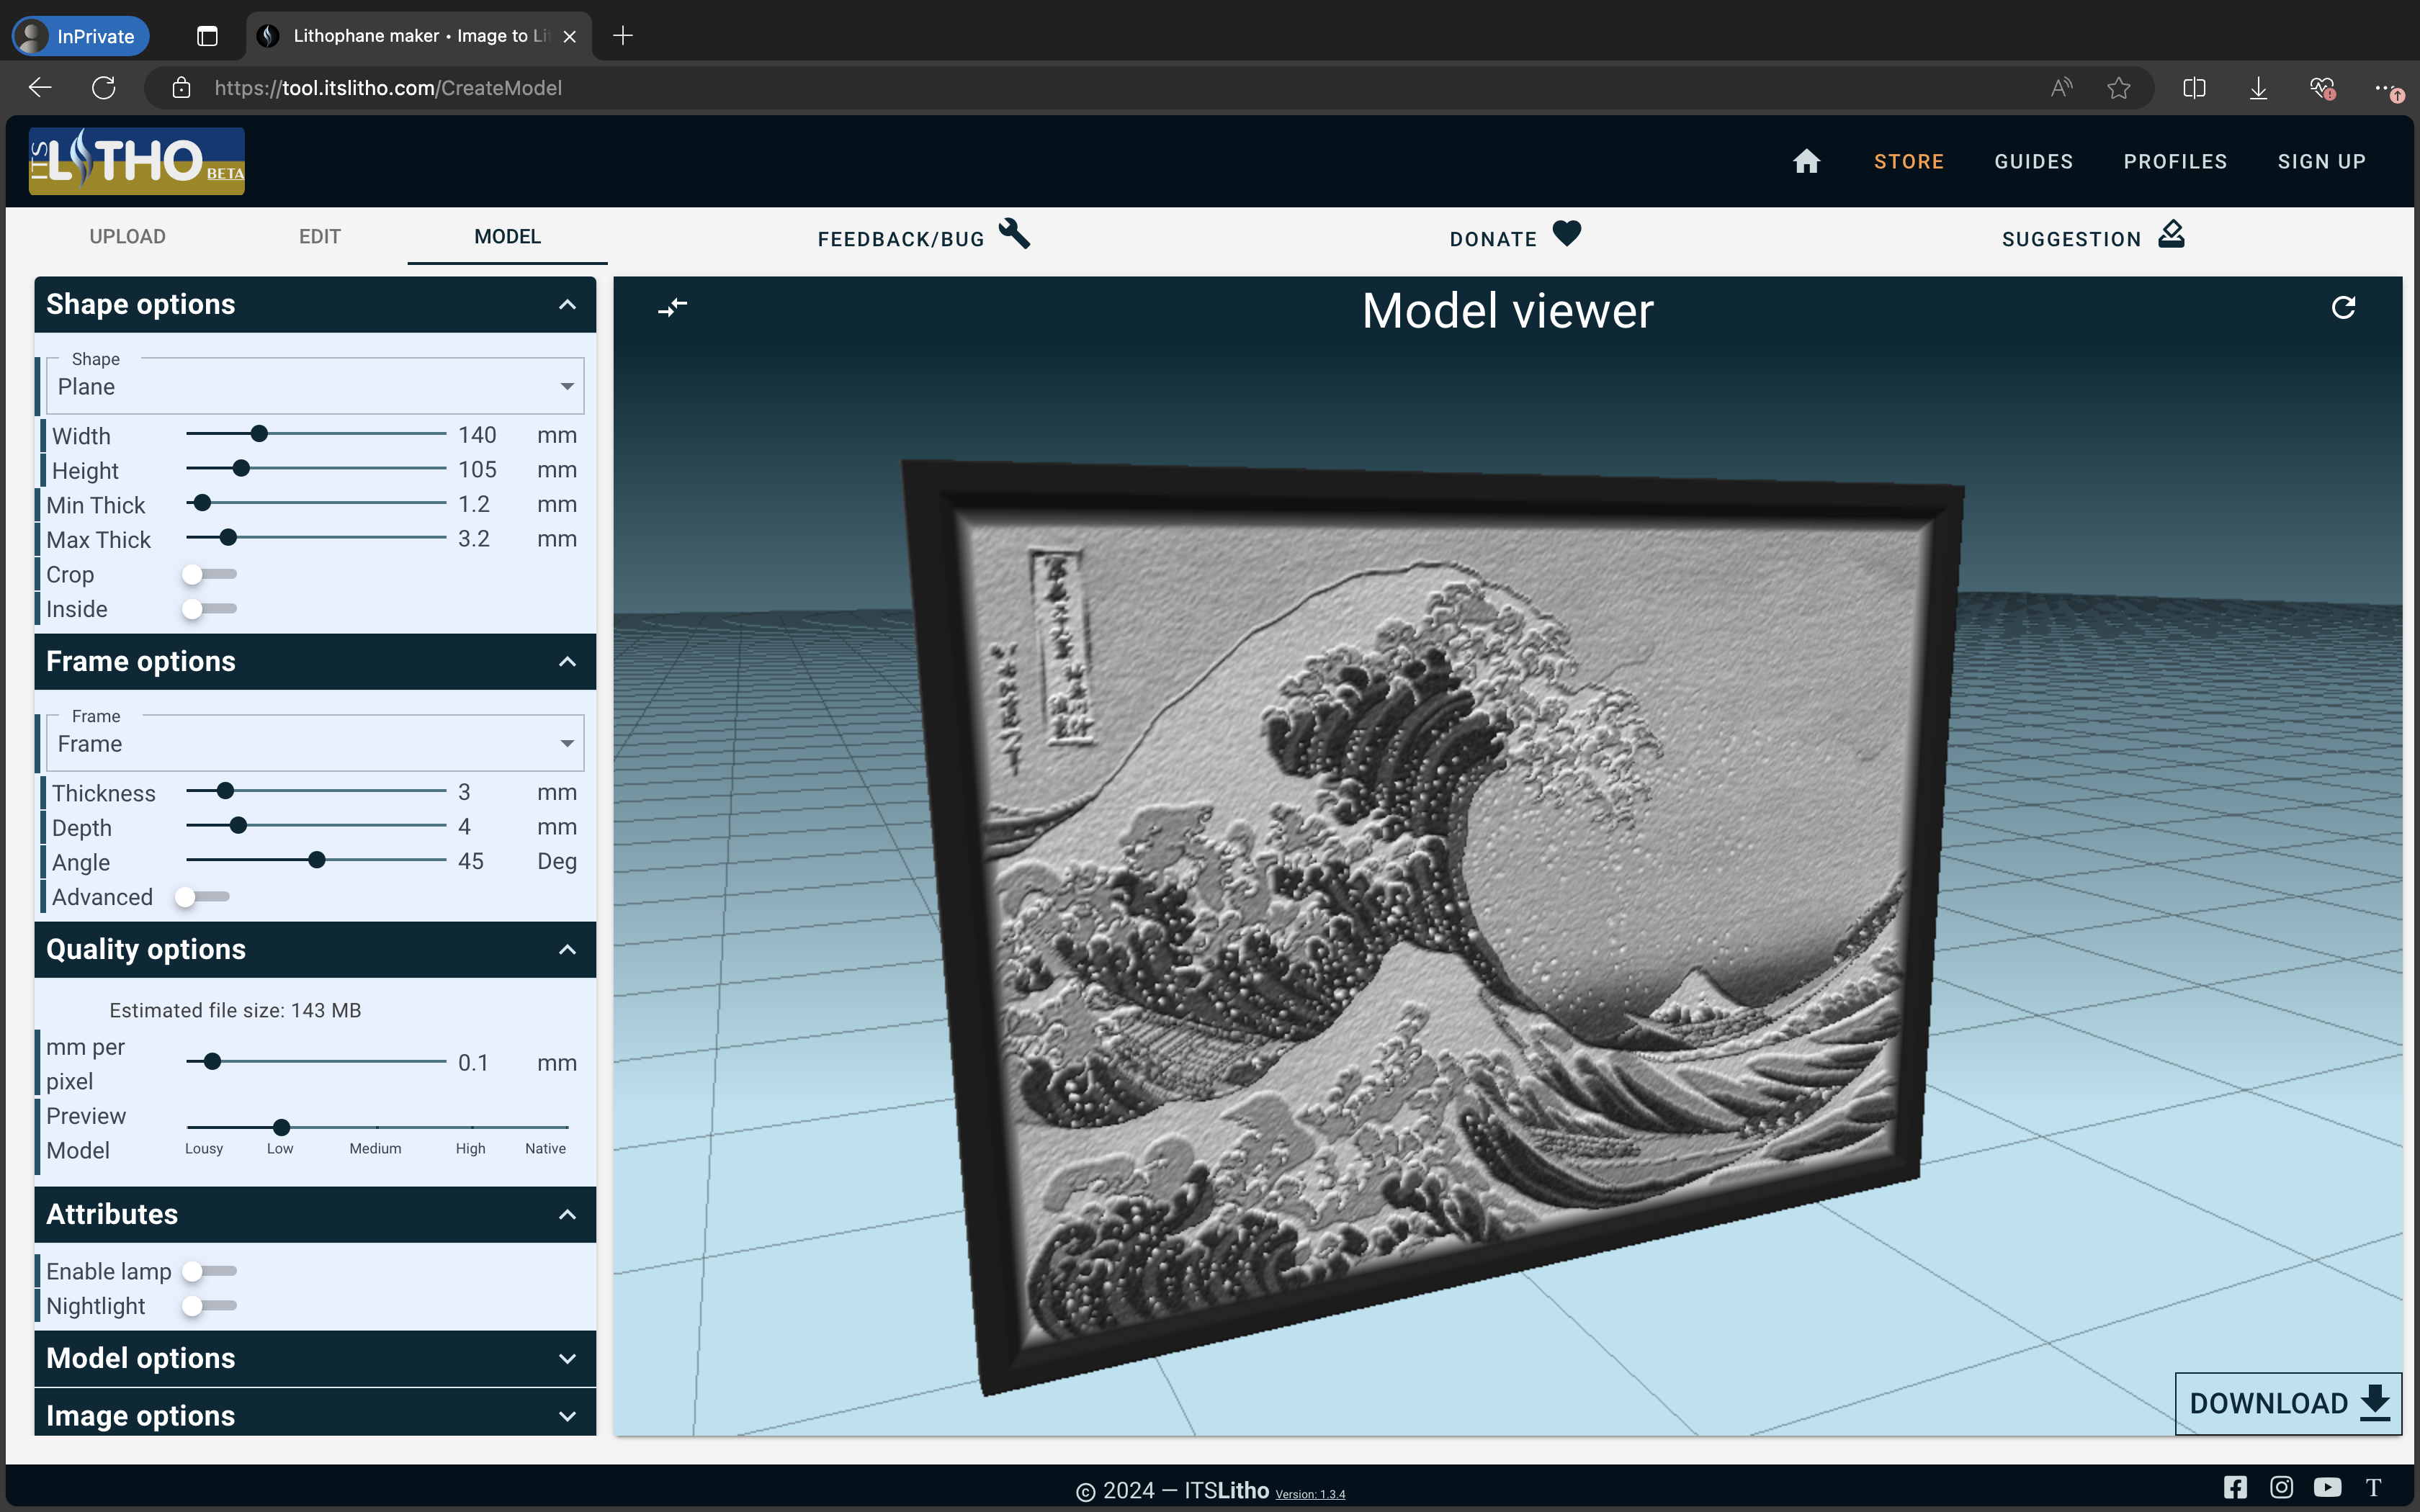 InPrivate
Lithophane maker • Image to Li
https://tool.itslitho.com/CreateModel
ITS LITHO BETA
STORE
GUIDES
PROFILES
SIGN UP
UPLOAD
EDIT
MODEL
FEEDBACK/BUG
DONATE
SUGGESTION
Shape options
Shape
Plane
Width 140 mm
Height 105 mm
Min Thick 1.2 mm
Max Thick 3.2 mm
Crop
Inside
Frame options
Frame
Frame
Thickness 3 mm
Depth 4 mm
Angle 45 Deg
Advanced
Quality options
Estimated file size: 143 MB
mm per
pixel
0.1 mm
Preview
Model
Lousy Low Medium High Native
Attributes
Enable lamp
Nightlight
Model options
Image options
Model viewer
DOWNLOAD
© 2024 — ITSLitho Version: 1.3.4